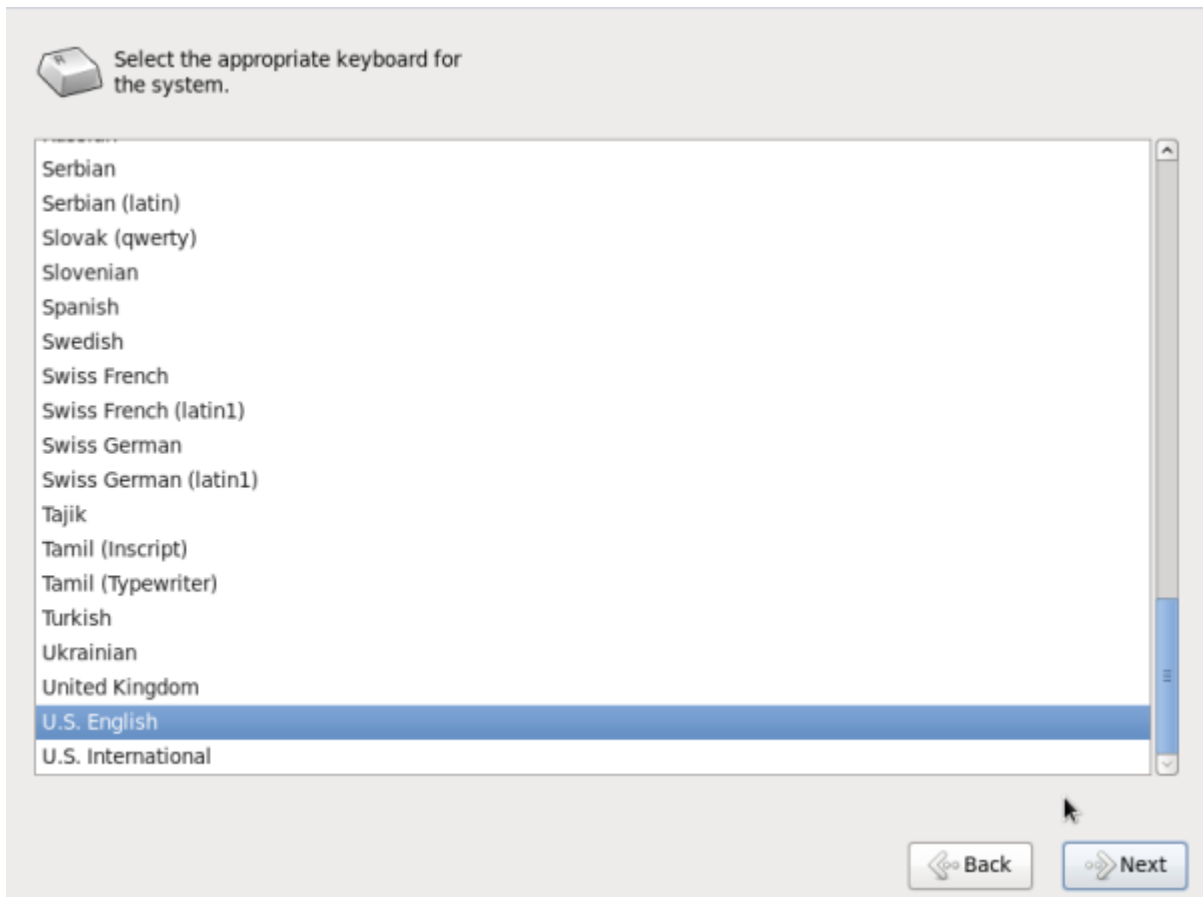 Select the appropriate keyboard for
the system.
Serbian
Serbian (latin)
Slovak (qwerty)
Slovenian
Spanish
Swedish
Swiss French
Swiss French (latin1)
Swiss German
Swiss German (latin1)
Tajik
Tamil (Inscript)
Tamil (Typewriter)
Turkish
Ukrainian
United Kingdom
U.S. English
U.S. International
Back
Next